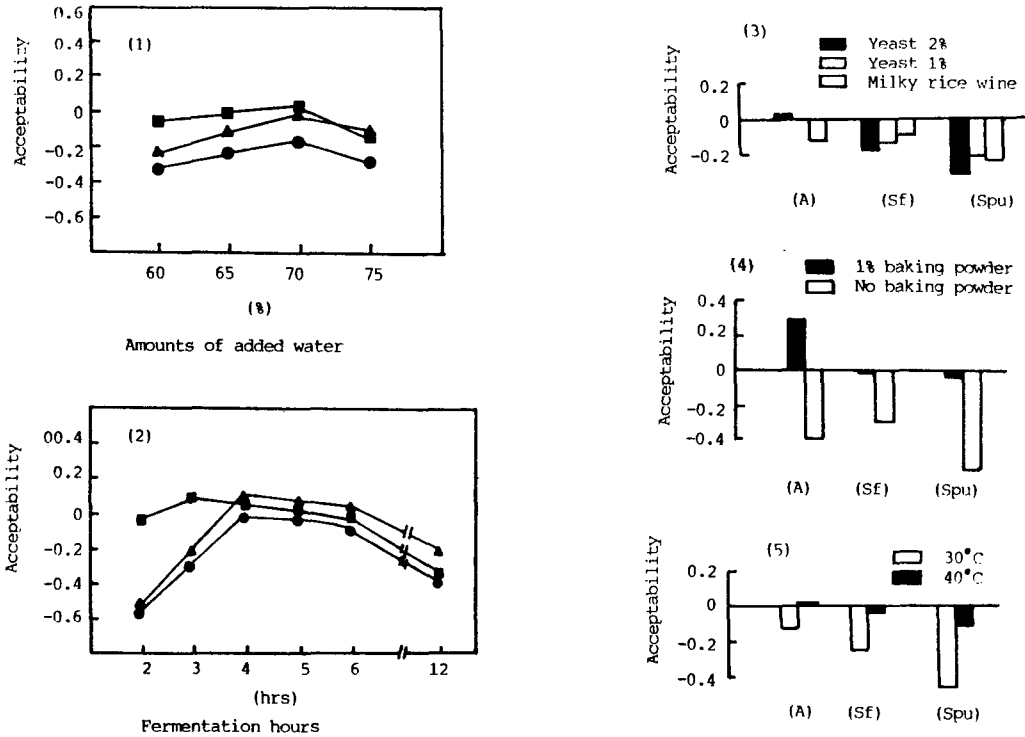 (1)
Acceptability
0.6
0.4
0.2
0
-0.2
-0.4
-0.6
60 65 70 75
(%)
Amounts of added water
(2)
Acceptability
00.4
0.2
0
-0.2
-0.4
-0.6
2 3 4 5 6 12
(hrs)
Fermentation hours
(3)
Yeast 2%
Yeast 1%
Milky rice wine
Acceptability
0.2
0
-0.2
(A) (Sf) (Spu)
(4)
1% baking powder
No baking powder
Acceptability
0.4
0.2
0
-0.2
-0.4
(A) (Sf) (Spu)
(5)
30°C
40°C
Acceptability
0
-0.2
-0.4
(A) (Sf) (Spu)